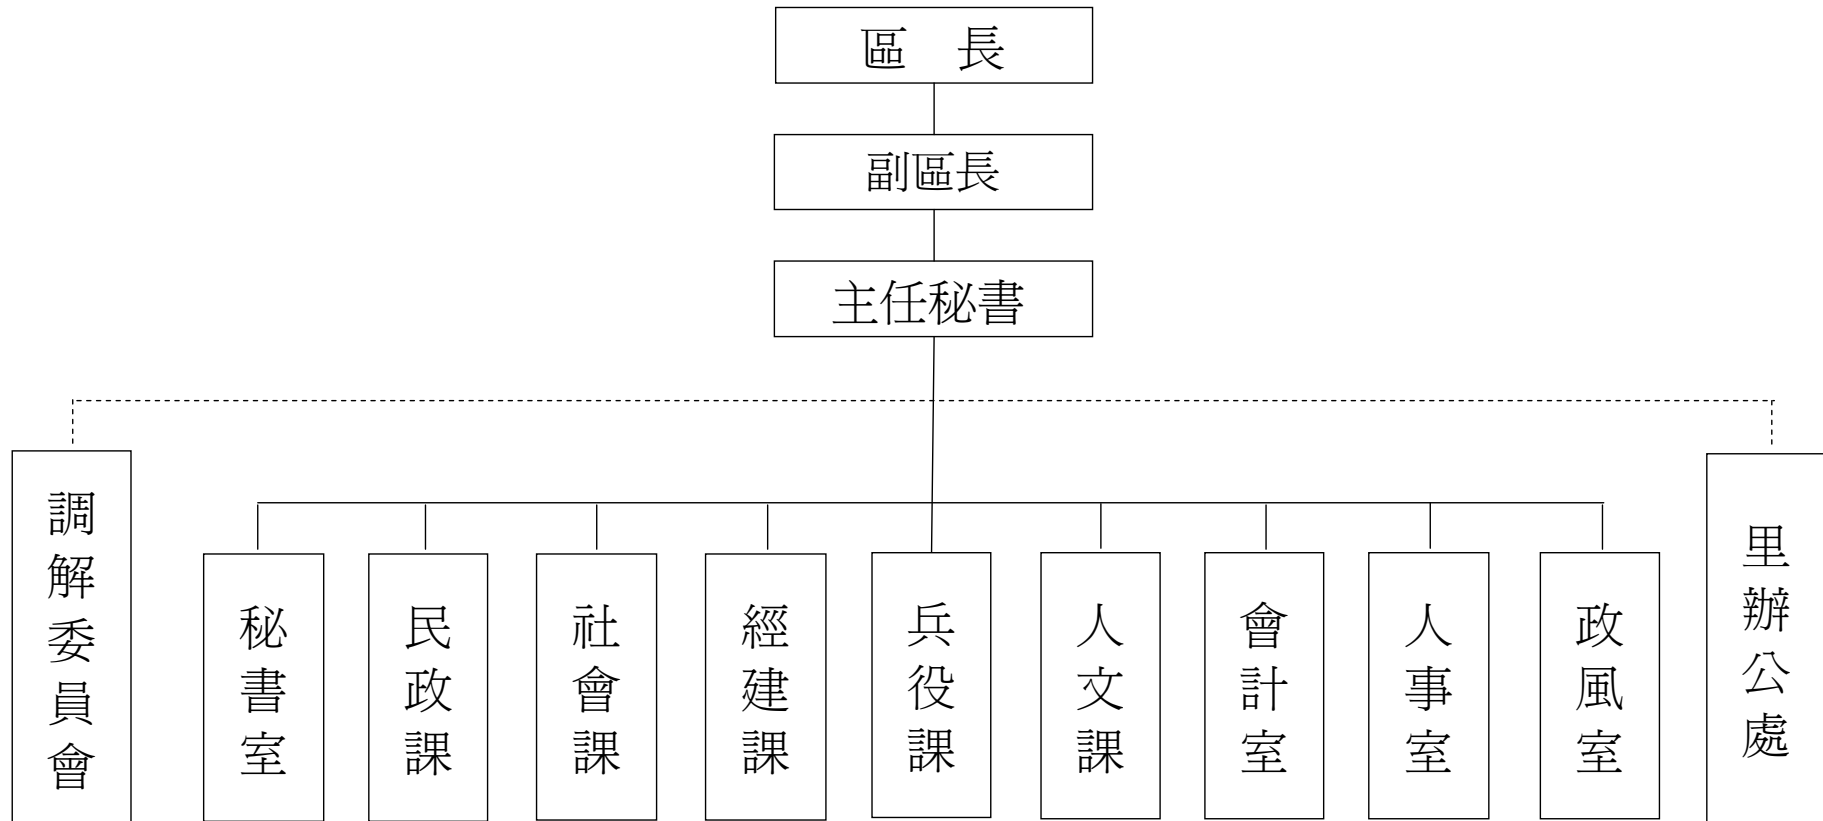 區　長
副區長
主任秘書
調解委員會
秘書室
民政課
社會課
經建課
兵役課
人文課
會計室
人事室
政風室
里辦公處